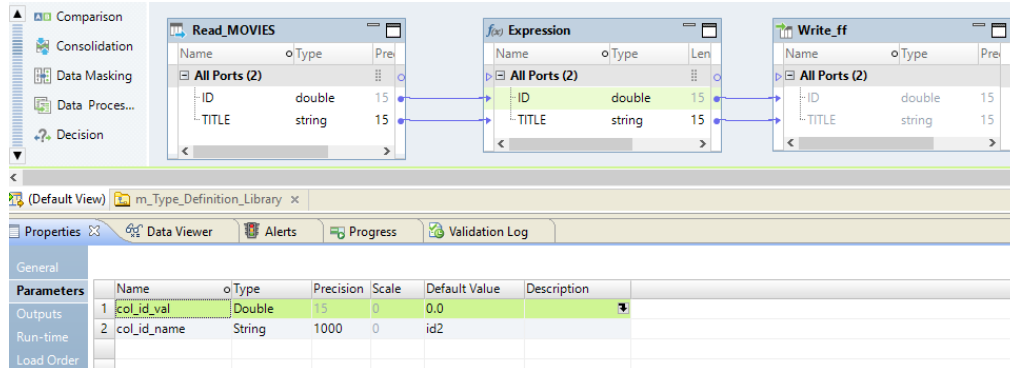 Comparison
Consolidation
Data Masking
Data Proces...
Decision
Read_MOVIES
Name Type Pre
All Ports (2)
ID double 15
TITLE string 15
f(x) Expression
Name Type Len
All Ports (2)
ID double 15
TITLE string 15
Write_ff
Name Type Pre
All Ports (2)
ID double 15
TITLE string 15
(Default View) m_Type_Definition_Library
Properties Data Viewer Alerts Progress Validation Log
General
Parameters
Outputs
Run-time
Load Order
Name Type Precision Scale Default Value Description
1 col_id_val Double 15 0 0.0
2 col_id_name String 1000 0 id2